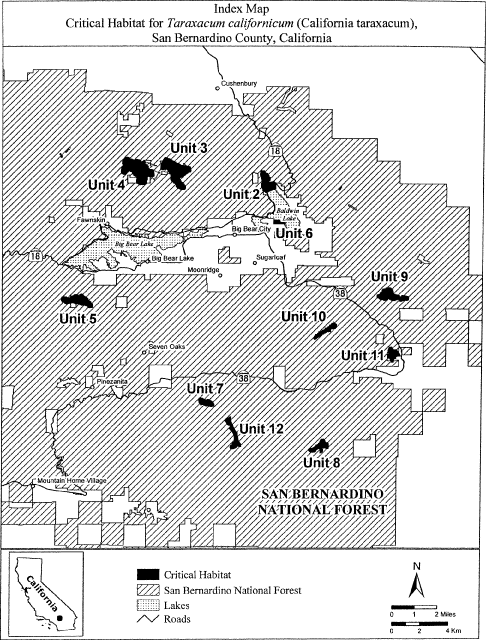 Index Map
Critical Habitat for Taraxacum californicum (California taraxacum),
San Bernardino County, California
Cushenbury
18
Unit 3
Unit 4
Unit 2
Baldwin
Lake
Fawnskin
Big Bear City
Unit 6
Big Bear Lake
16
Big Bear Lake
Sugarloaf
Moonridge
Unit 9
38
Unit 5
Unit 10
Seven Oaks
Unit 11
Pinezanita
38
Unit 7
Unit 12
Unit 8
Mountain Home Village
SAN BERNARDINO
NATIONAL FOREST
California
Critical Habitat
San Bernardino National Forest
Lakes
Roads
N
0 1 2 Miles
0 2 4 Km